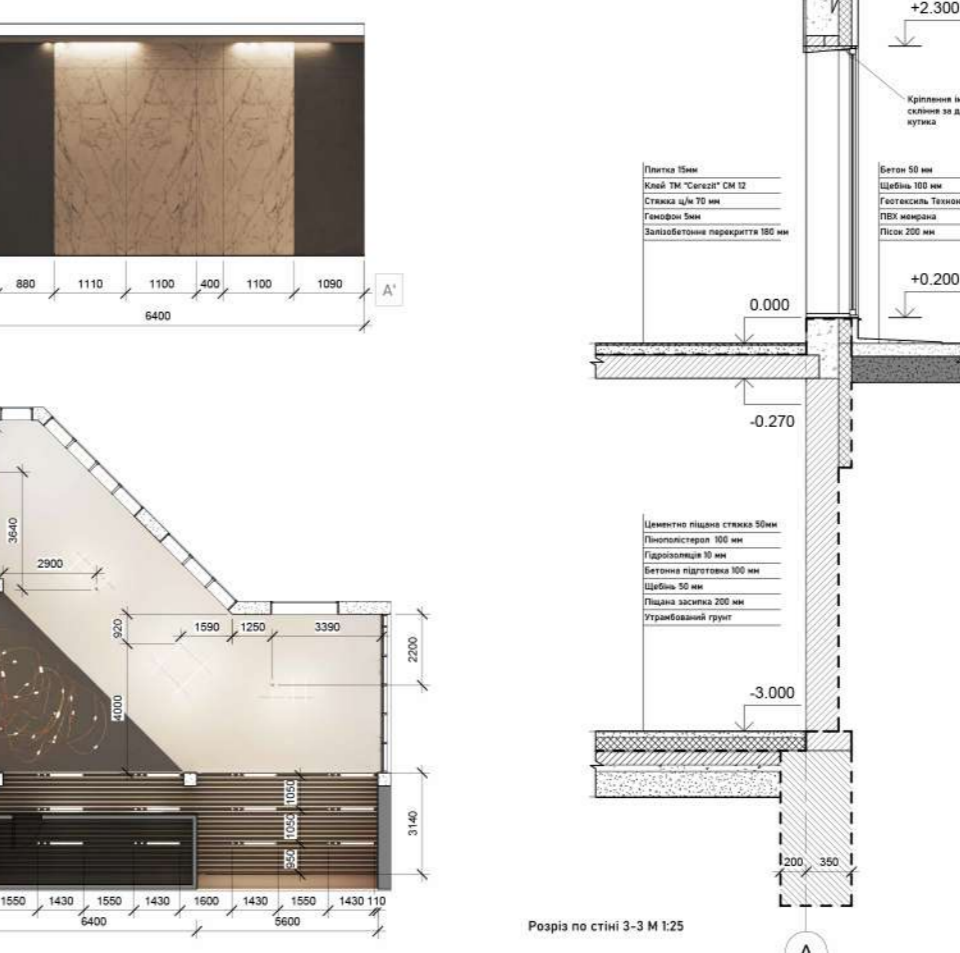 880 1110 1100 400 1100 1090
A'
6400
+2.300
Кріплення
скління за
кутика
Плитка 15мм
Клей ТМ "Cerezit" СМ 12
Стяжка ц/м 70 мм
Гемофон 5мм
Залізобетонне перекриття 180 мм
Бетон 50 мм
Щебінь 100 мм
Геотексиль
ПВХ мемрана
Пісок 200 мм
0.000
+0.200
-0.270
3640
2900
920
1590 1250 3390
2200
4000
1050
1050
950
3140
1550 1430 1550 1430 1600 1430 1550 1430 110
6400 5600
Цементно піщана стяжка 50мм
Пінополістерол 100 мм
Гідроізоляція 10 мм
Бетонна підготовка 100 мм
Щебінь 50 мм
Піщана засипка 200 мм
Утрамбований грунт
-3.000
200 350
Розріз по стіні 3-3 М 1:25